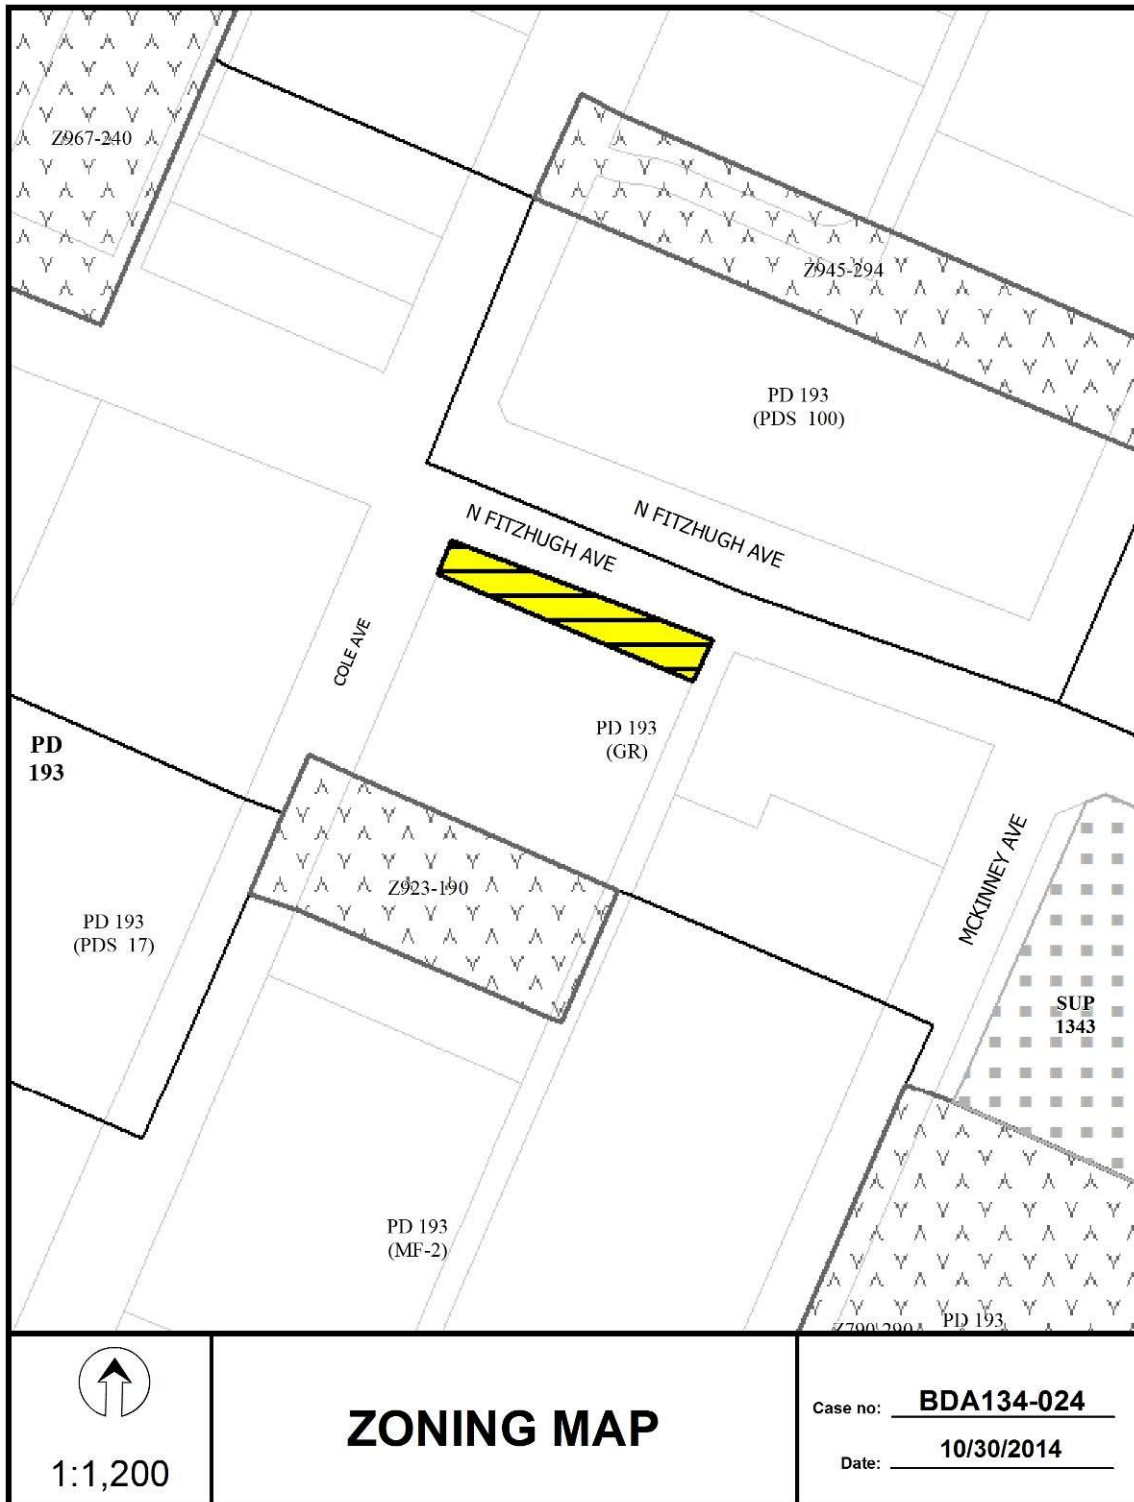 Z967-240
Z945-294
PD 193
(PDS 100)
N FITZHUGH AVE
N FITZHUGH AVE
COLE AVE
PD 193
(GR)
PD
193
Z923-190
MCKINNEY AVE
PD 193
(PDS 17)
SUP
1343
PD 193
(MF-2)
Z790-290
PD 193
1:1,200
ZONING MAP
Case no: BDA134-024
Date: 10/30/2014